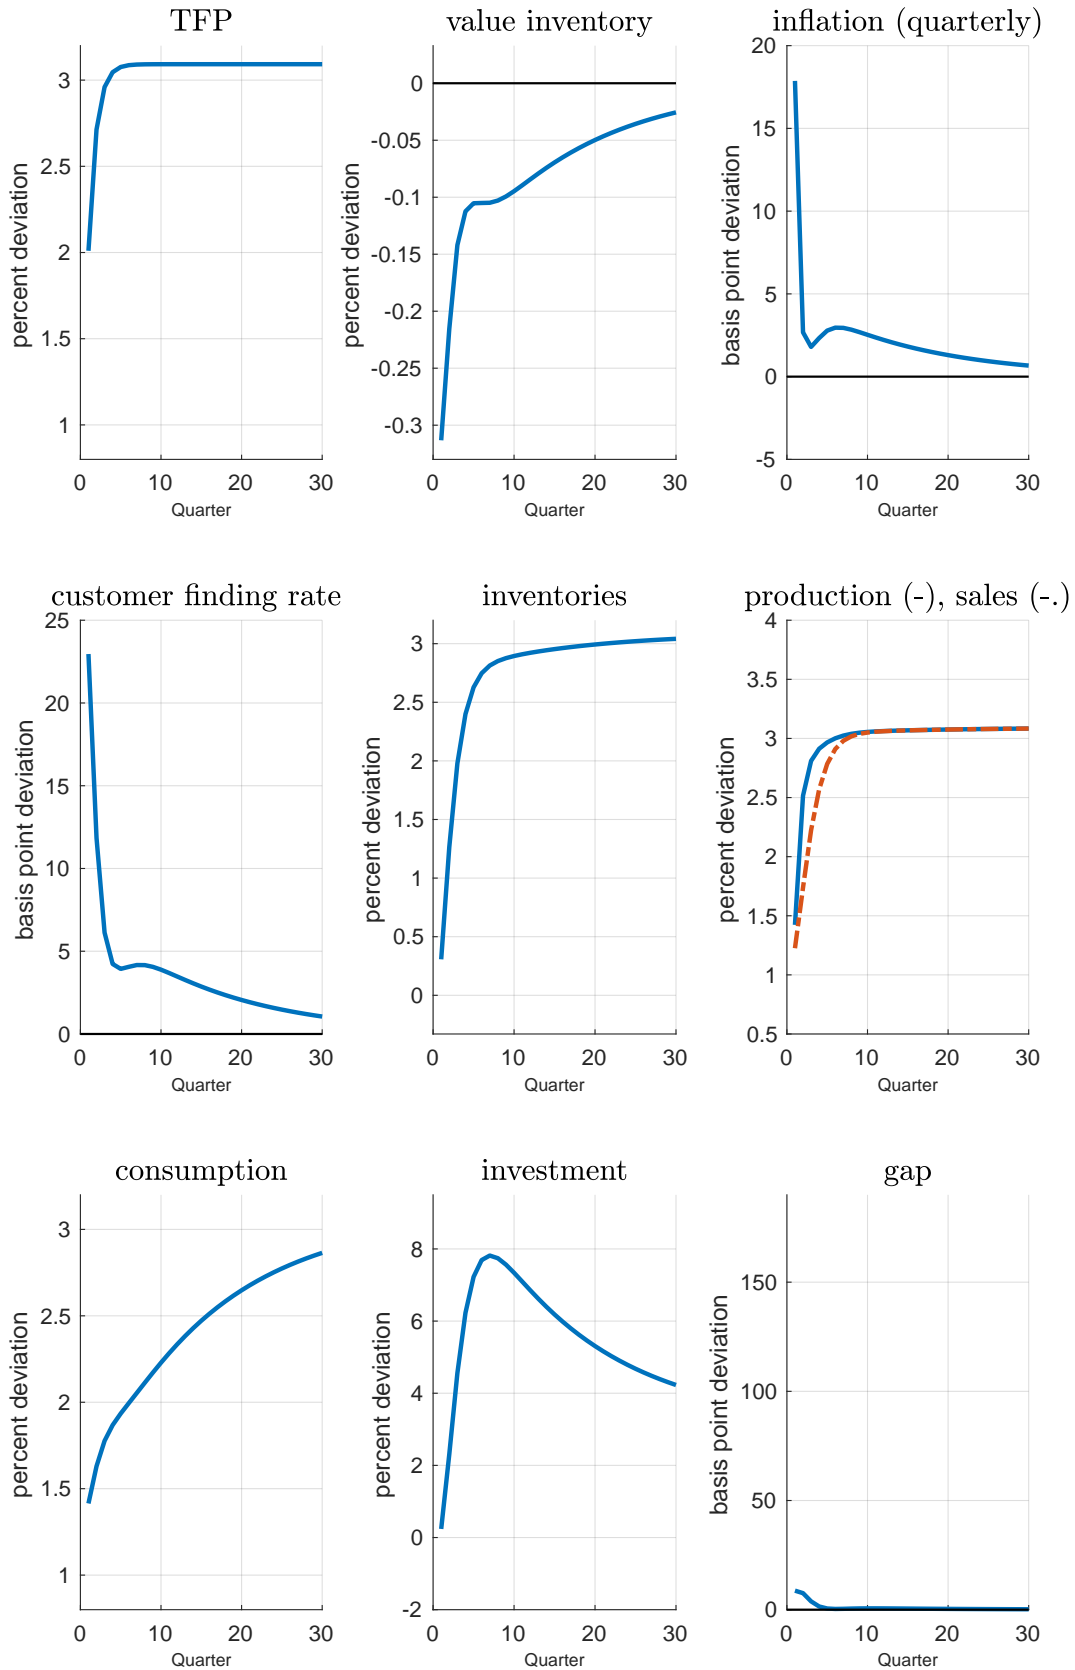 TFP
percent deviation
3
2.5
2
1.5
1
0 10 20 30
Quarter
value inventory
percent deviation
0
-0.05
-0.1
-0.15
-0.2
-0.25
-0.3
0 10 20 30
Quarter
inflation (quarterly)
basis point deviation
20
15
10
5
0
-5
0 10 20 30
Quarter
customer finding rate
basis point deviation
25
20
15
10
5
0
0 10 20 30
Quarter
inventories
percent deviation
3
2.5
2
1.5
1
0.5
0
0 10 20 30
Quarter
production (-), sales (-.)
percent deviation
4
3.5
3
2.5
2
1.5
1
0.5
0 10 20 30
Quarter
consumption
percent deviation
3
2.5
2
1.5
1
0 10 20 30
Quarter
investment
percent deviation
8
6
4
2
0
-2
0 10 20 30
Quarter
gap
basis point deviation
150
100
50
0
0 10 20 30
Quarter